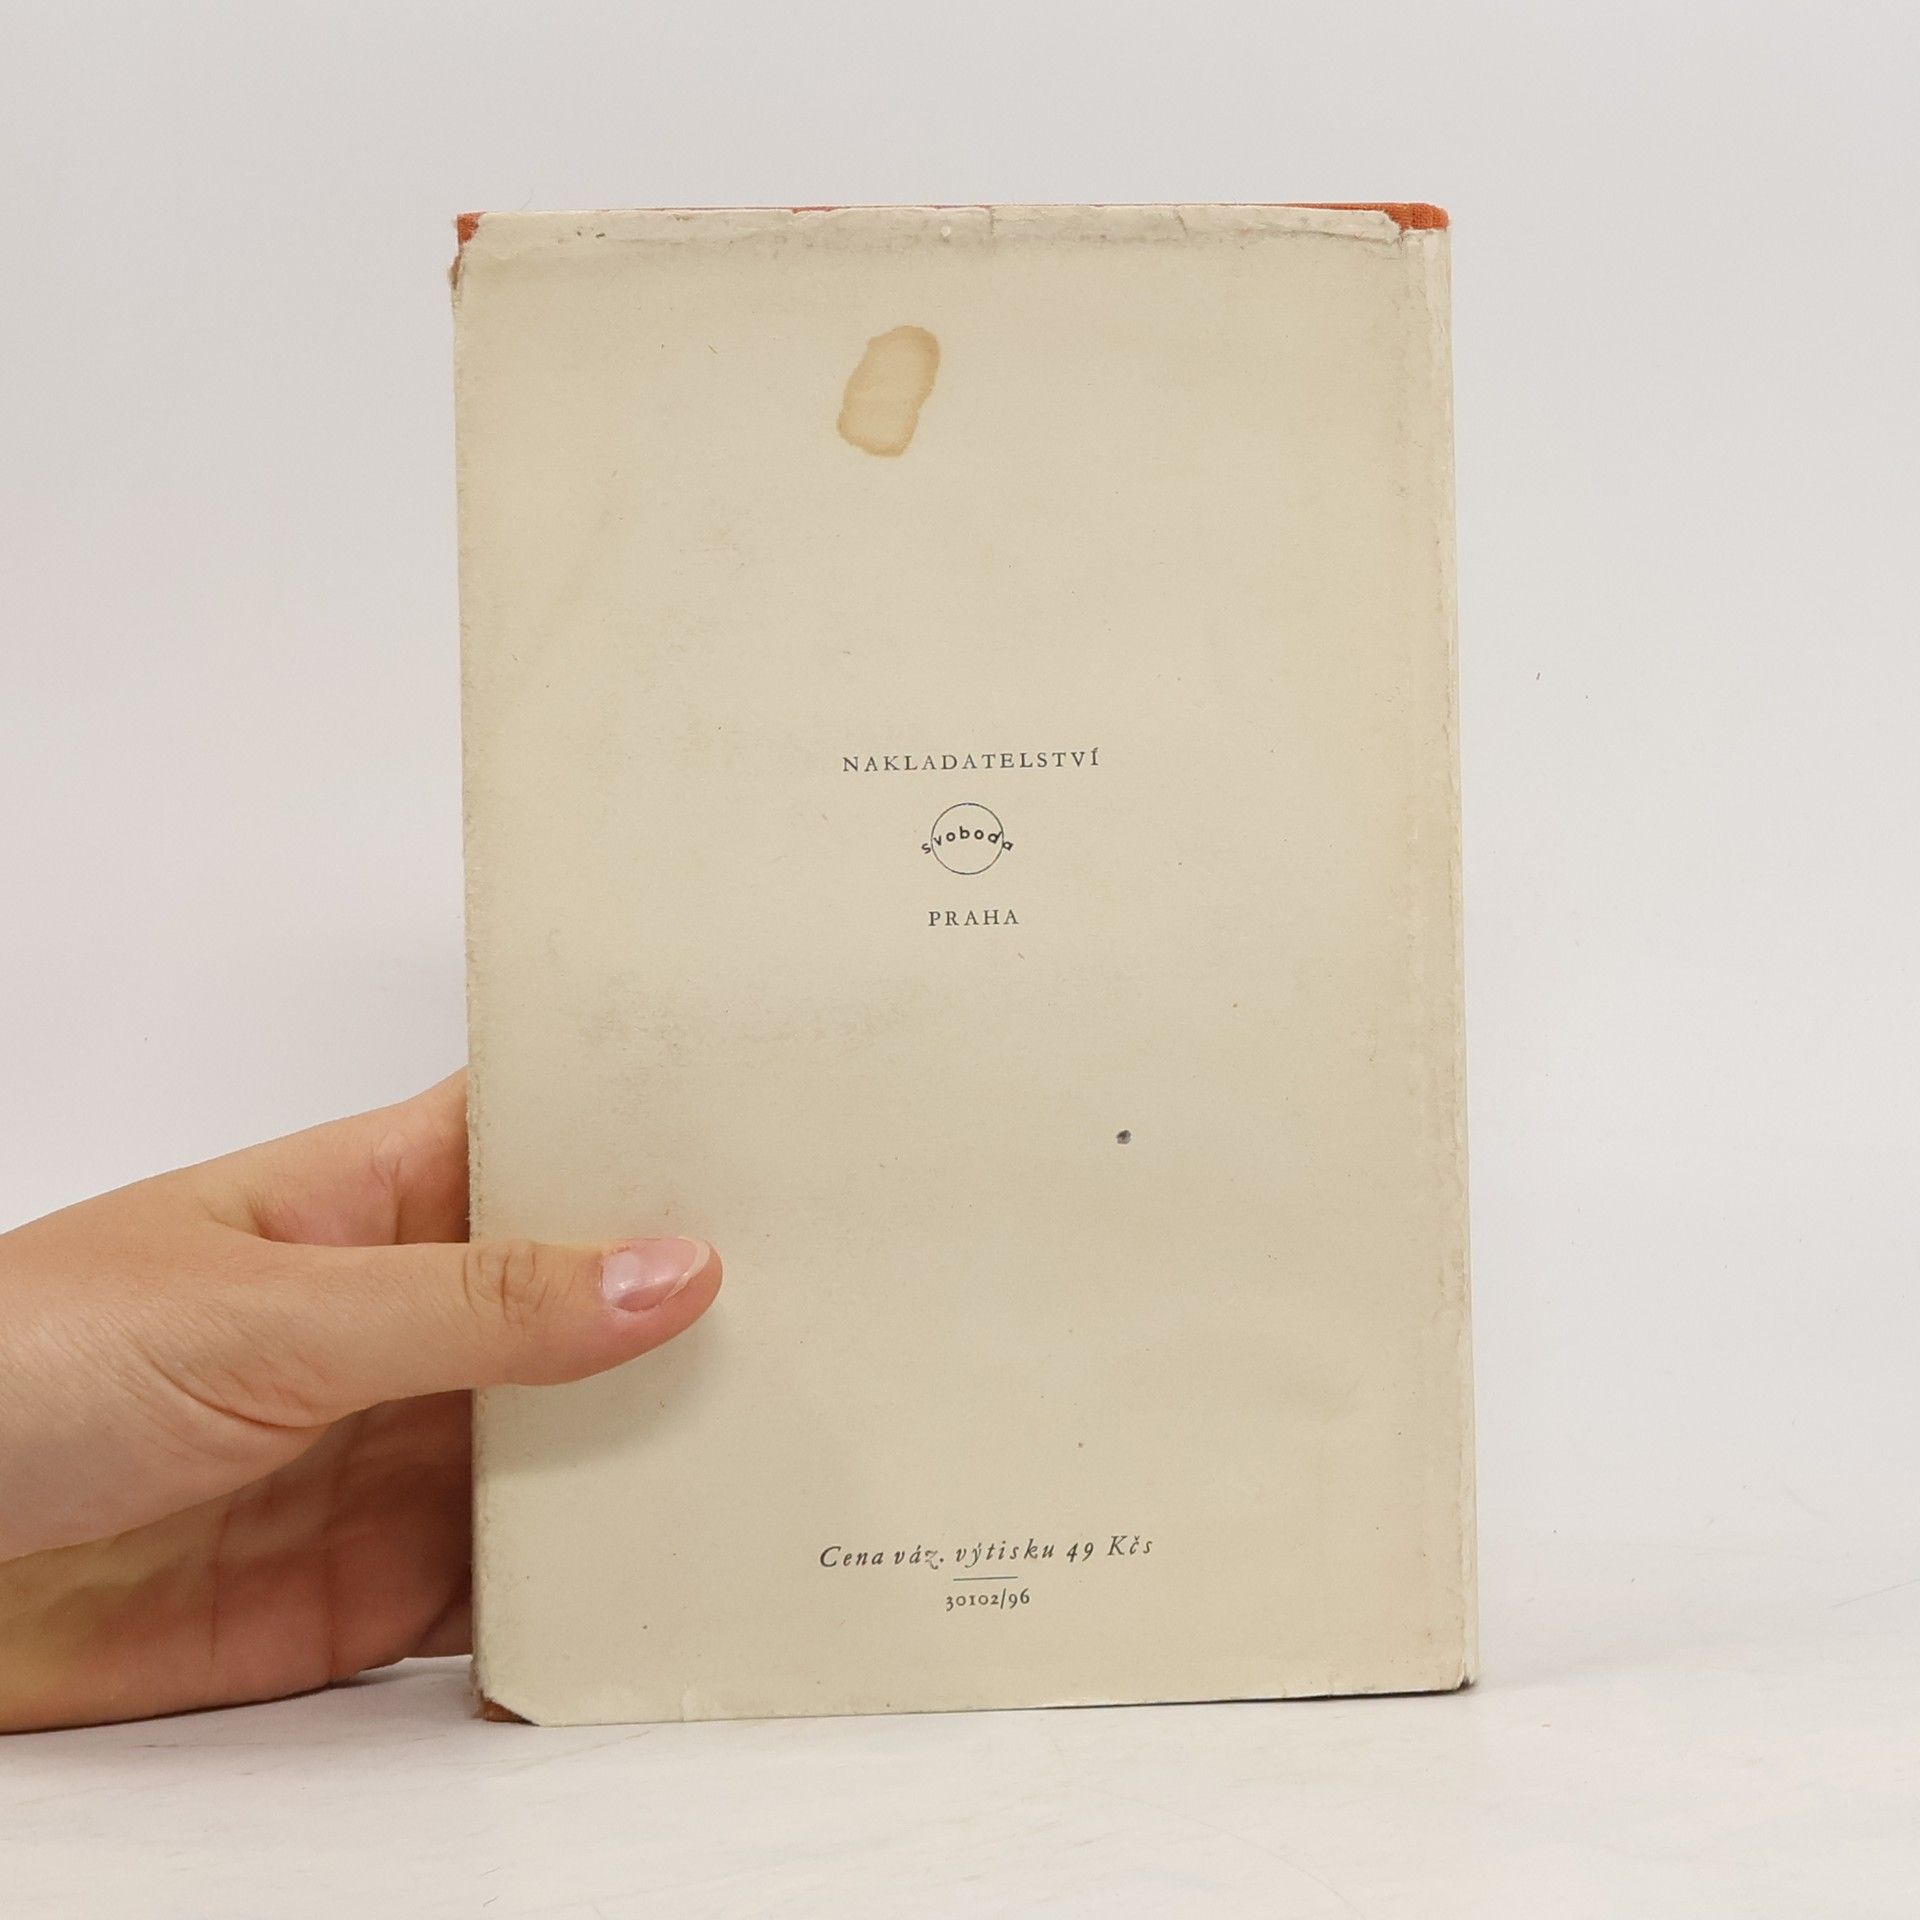 NAKLADATELSTVÍ
svoboda
PRAHA
Cena váz. výtisku 49 Kčs
30102/96